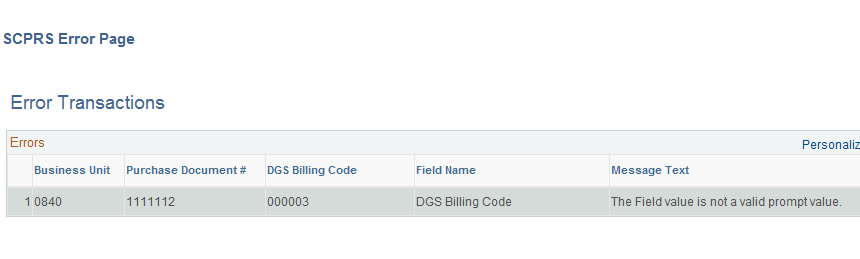 SCPRS Error Page
Error Transactions
Errors Personaliz
Business Unit Purchase Document # DGS Billing Code Field Name Message Text
1 0840 1111112 000003 DGS Billing Code The Field value is not a valid prompt value.